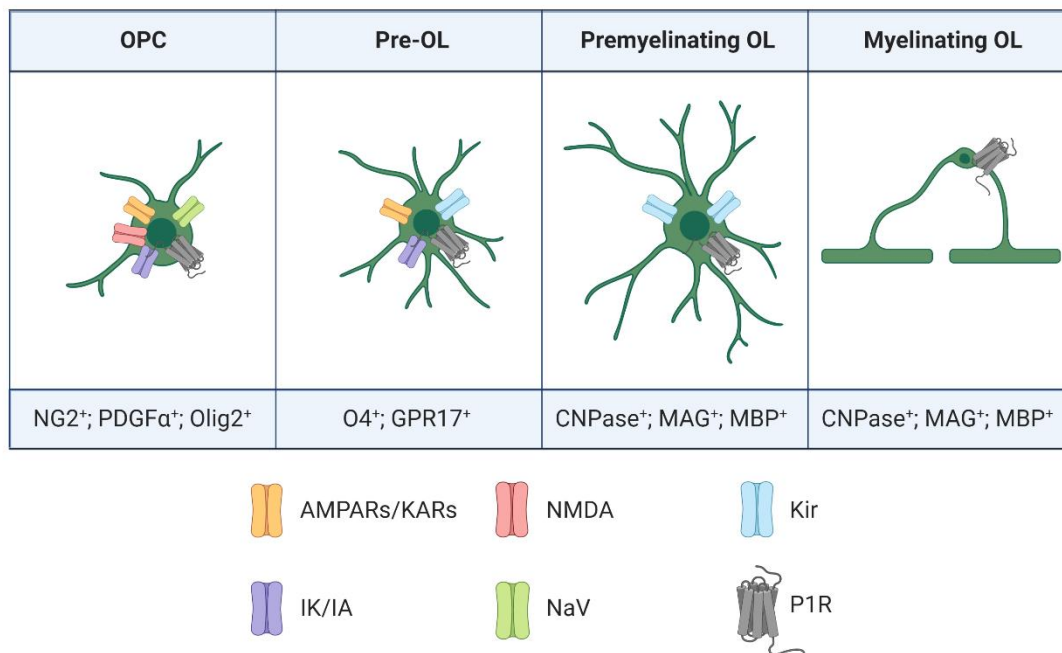 OPC Pre-OL Premyelinating OL Myelinating OL
NG2⁺; PDGFα⁺; Olig2⁺ O4⁺; GPR17⁺ CNPase⁺; MAG⁺; MBP⁺ CNPase⁺; MAG⁺; MBP⁺
AMPARs/KARs NMDA Kir
IK/IA NaV P1R